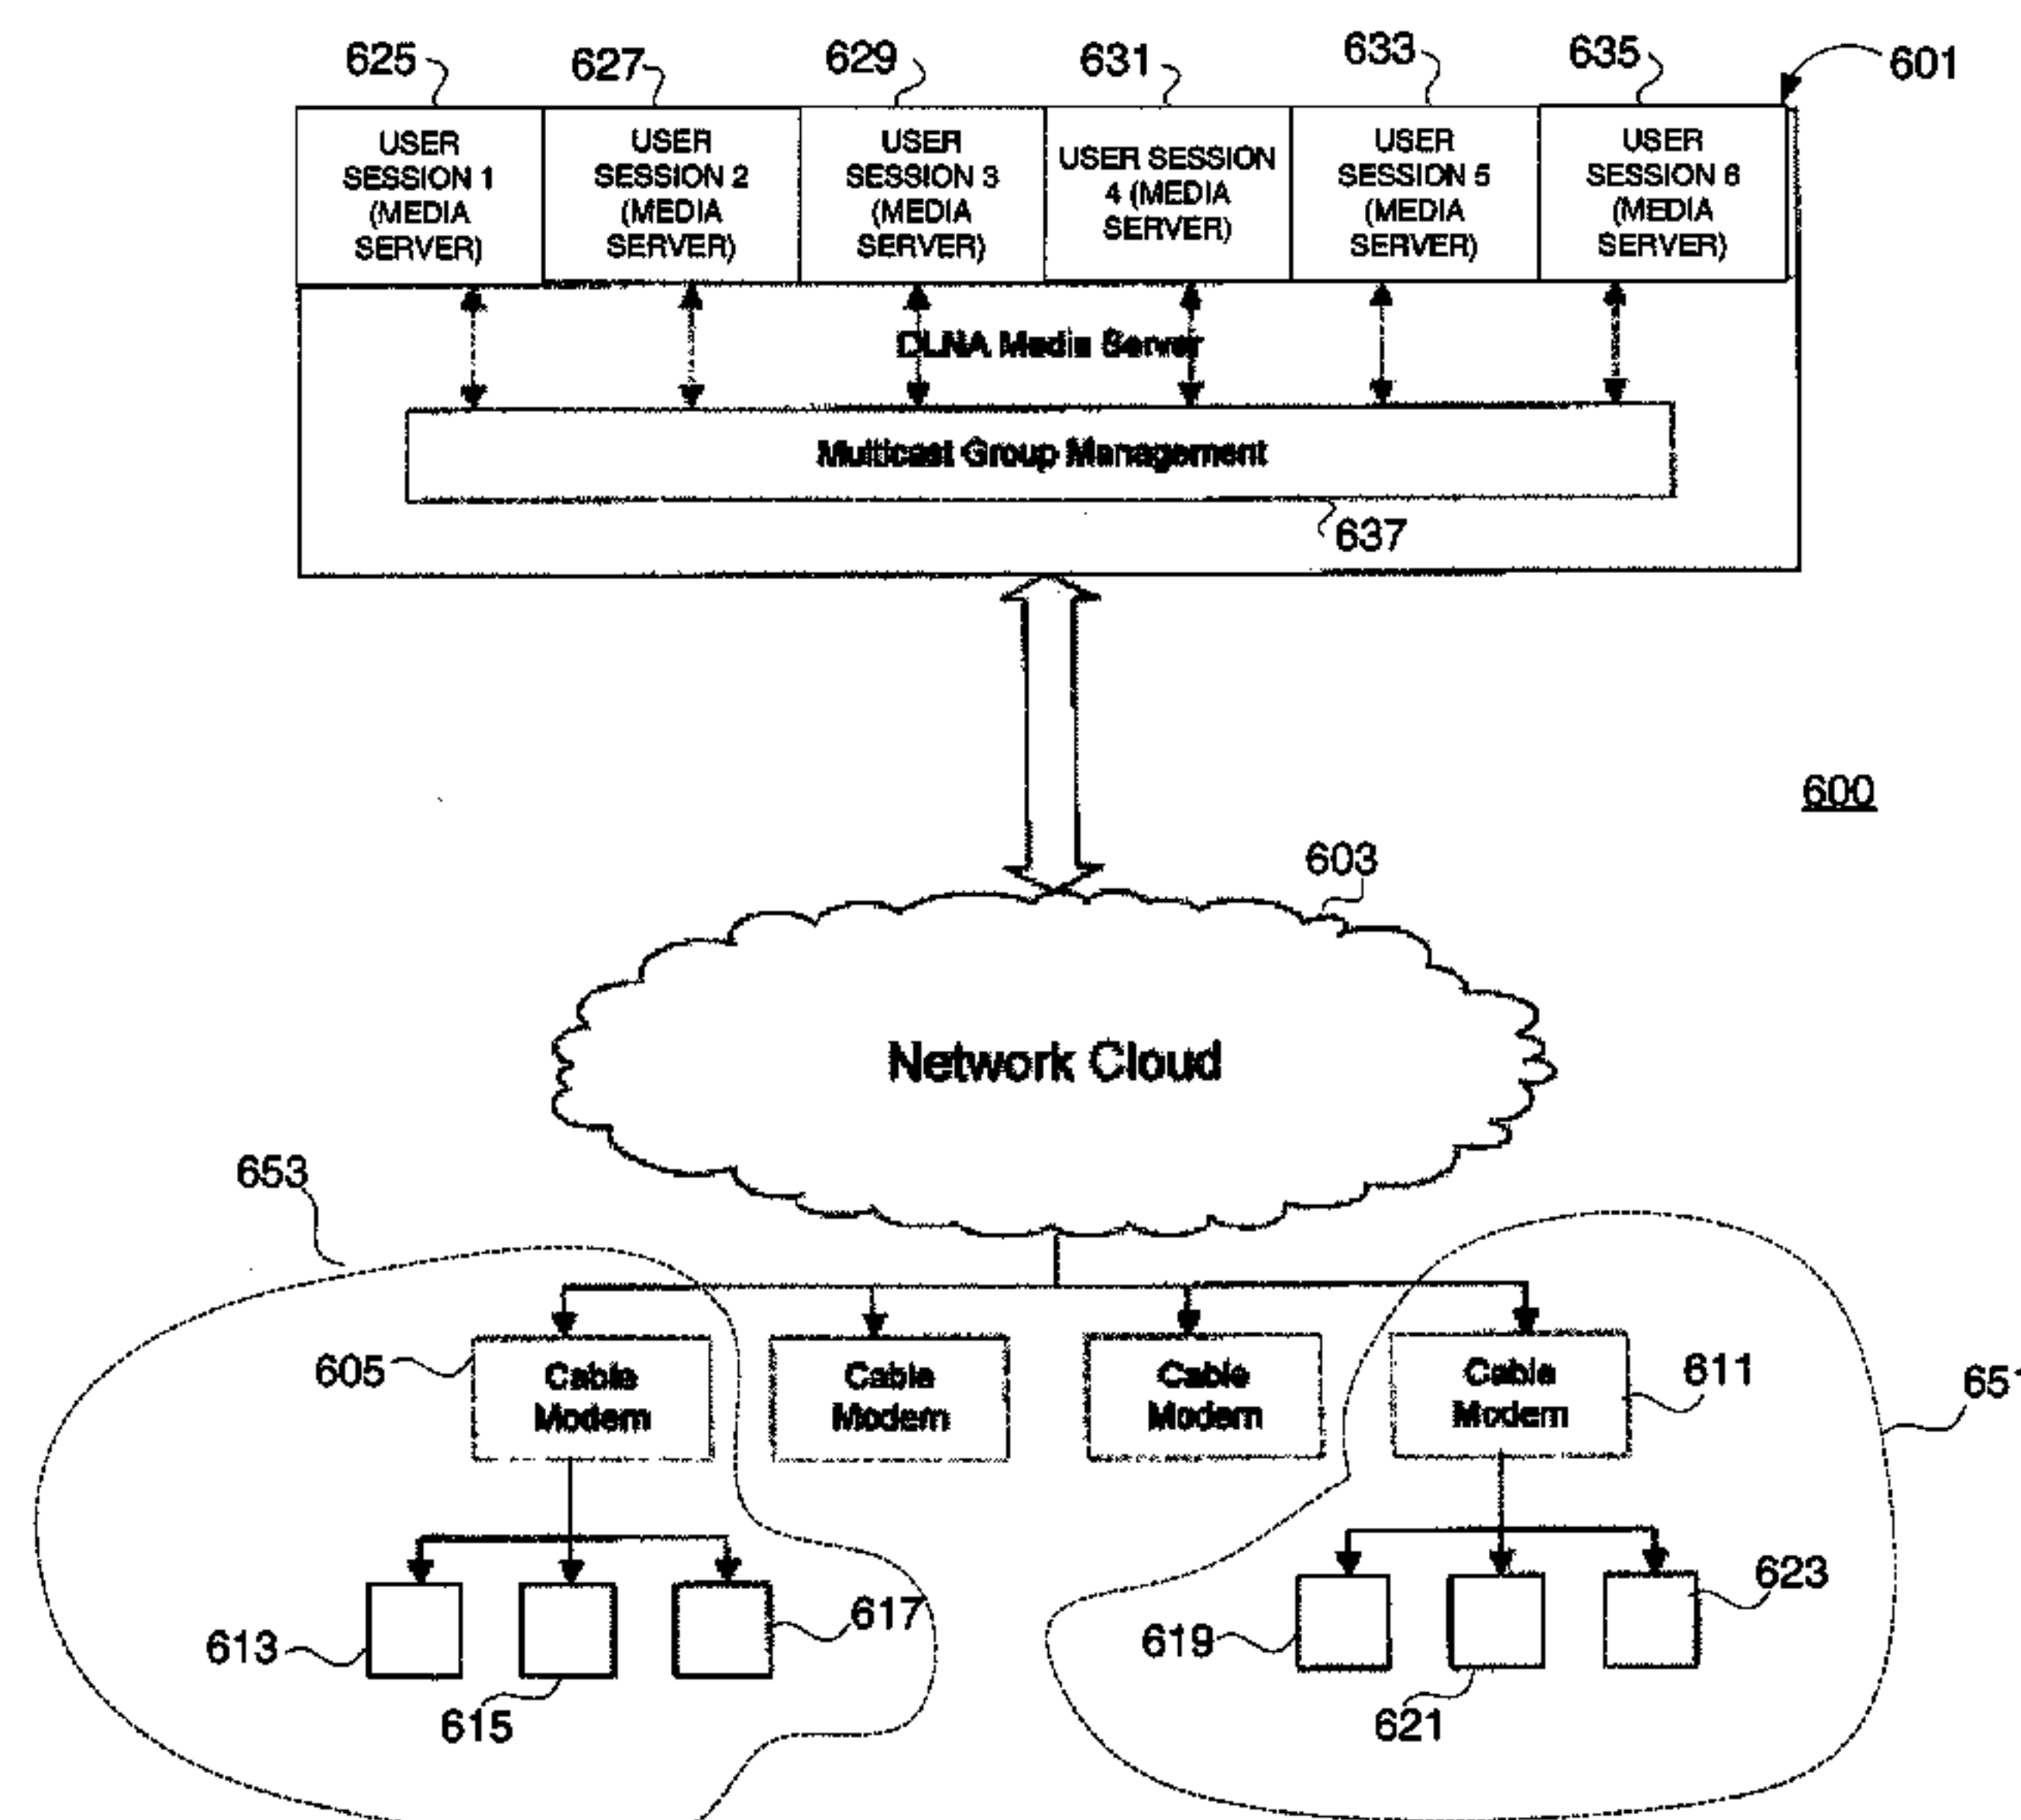 625
627
629
631
633
635
601
USER
SESSION 1
(MEDIA
SERVER)
USER
SESSION 2
(MEDIA
SERVER)
USER
SESSION 3
(MEDIA
SERVER)
USER SESSION
4 (MEDIA
SERVER)
USER
SESSION 5
(MEDIA
SERVER)
USER
SESSION 6
(MEDIA
SERVER)
DLNA Media Server
Multicast Group Management
637
600
603
Network Cloud
653
605
Cable
Modem
Cable
Modem
Cable
Modem
Cable
Modem
611
651
613
615
617
619
621
623